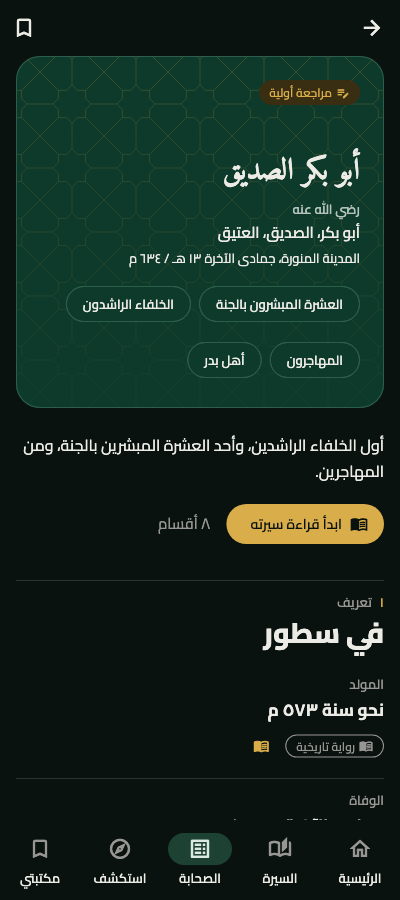 مراجعة أولية
أبو بكر الصديق
رضي الله عنه
أبو بكر، الصديق، العتيق
المدينة المنورة، جمادى الآخرة ١٣ هـ / ٦٣٤ م
العشرة المبشرون بالجنة
الخلفاء الراشدون
المهاجرون
أهل بدر
أول الخلفاء الراشدين، وأحد العشرة المبشرين بالجنة، ومن
المهاجرين.
ابدأ قراءة سيرته
٨ أقسام
١ تعريف
في سطور
المولد
نحو سنة ٥٧٣ م
رواية تاريخية
الوفاة
الرئيسية
السيرة
الصحابة
استكشف
مكتبتي